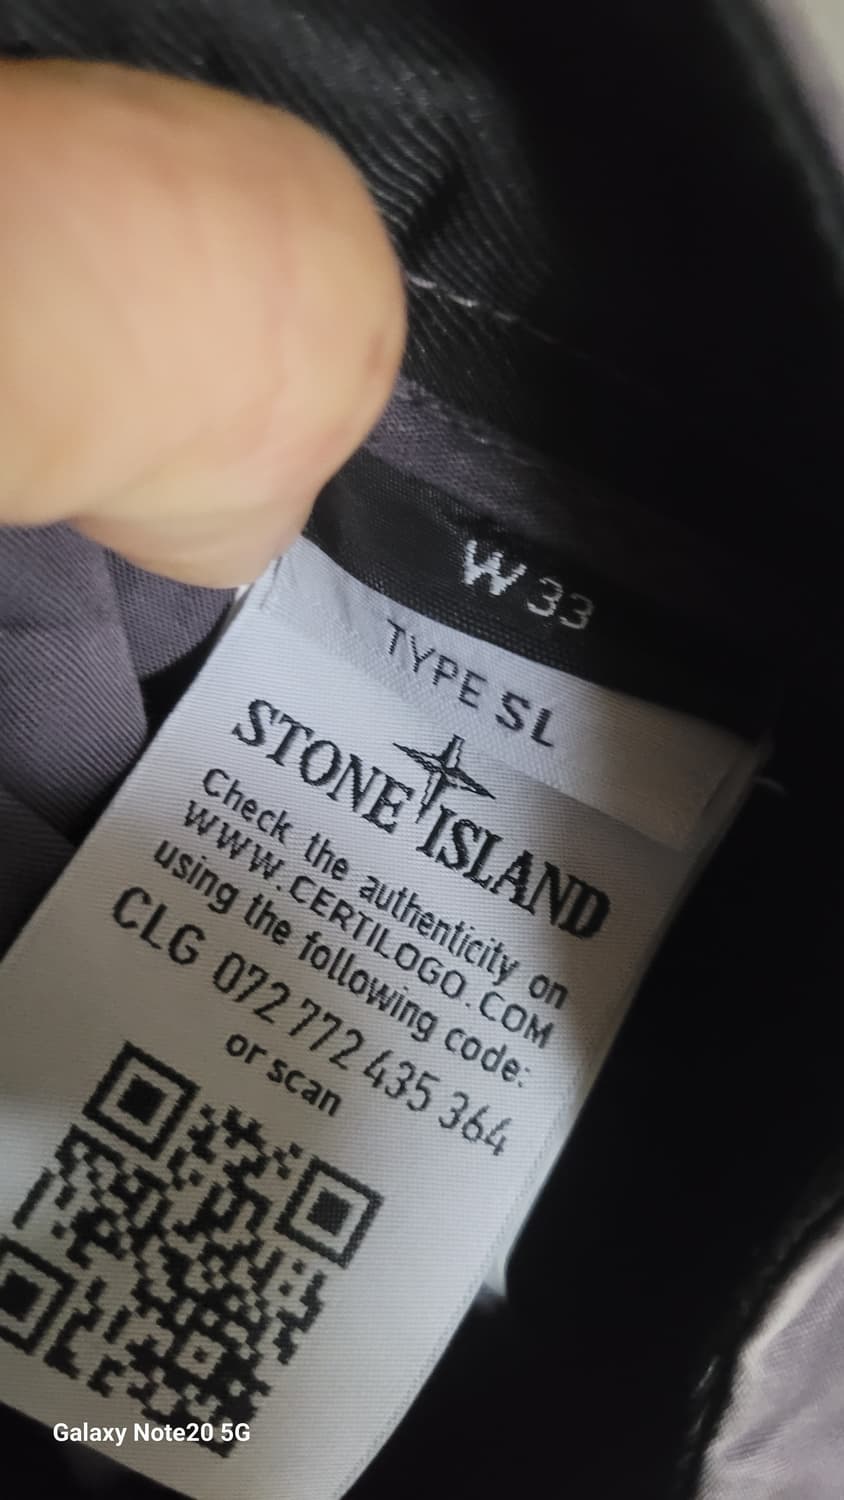 W 33
TYPE SL
STONE ISLAND
Check the authenticity on
WWW.CERTILOGO.COM
using the following code:
CLG 072 772 435 364
or scan
Galaxy Note20 5G